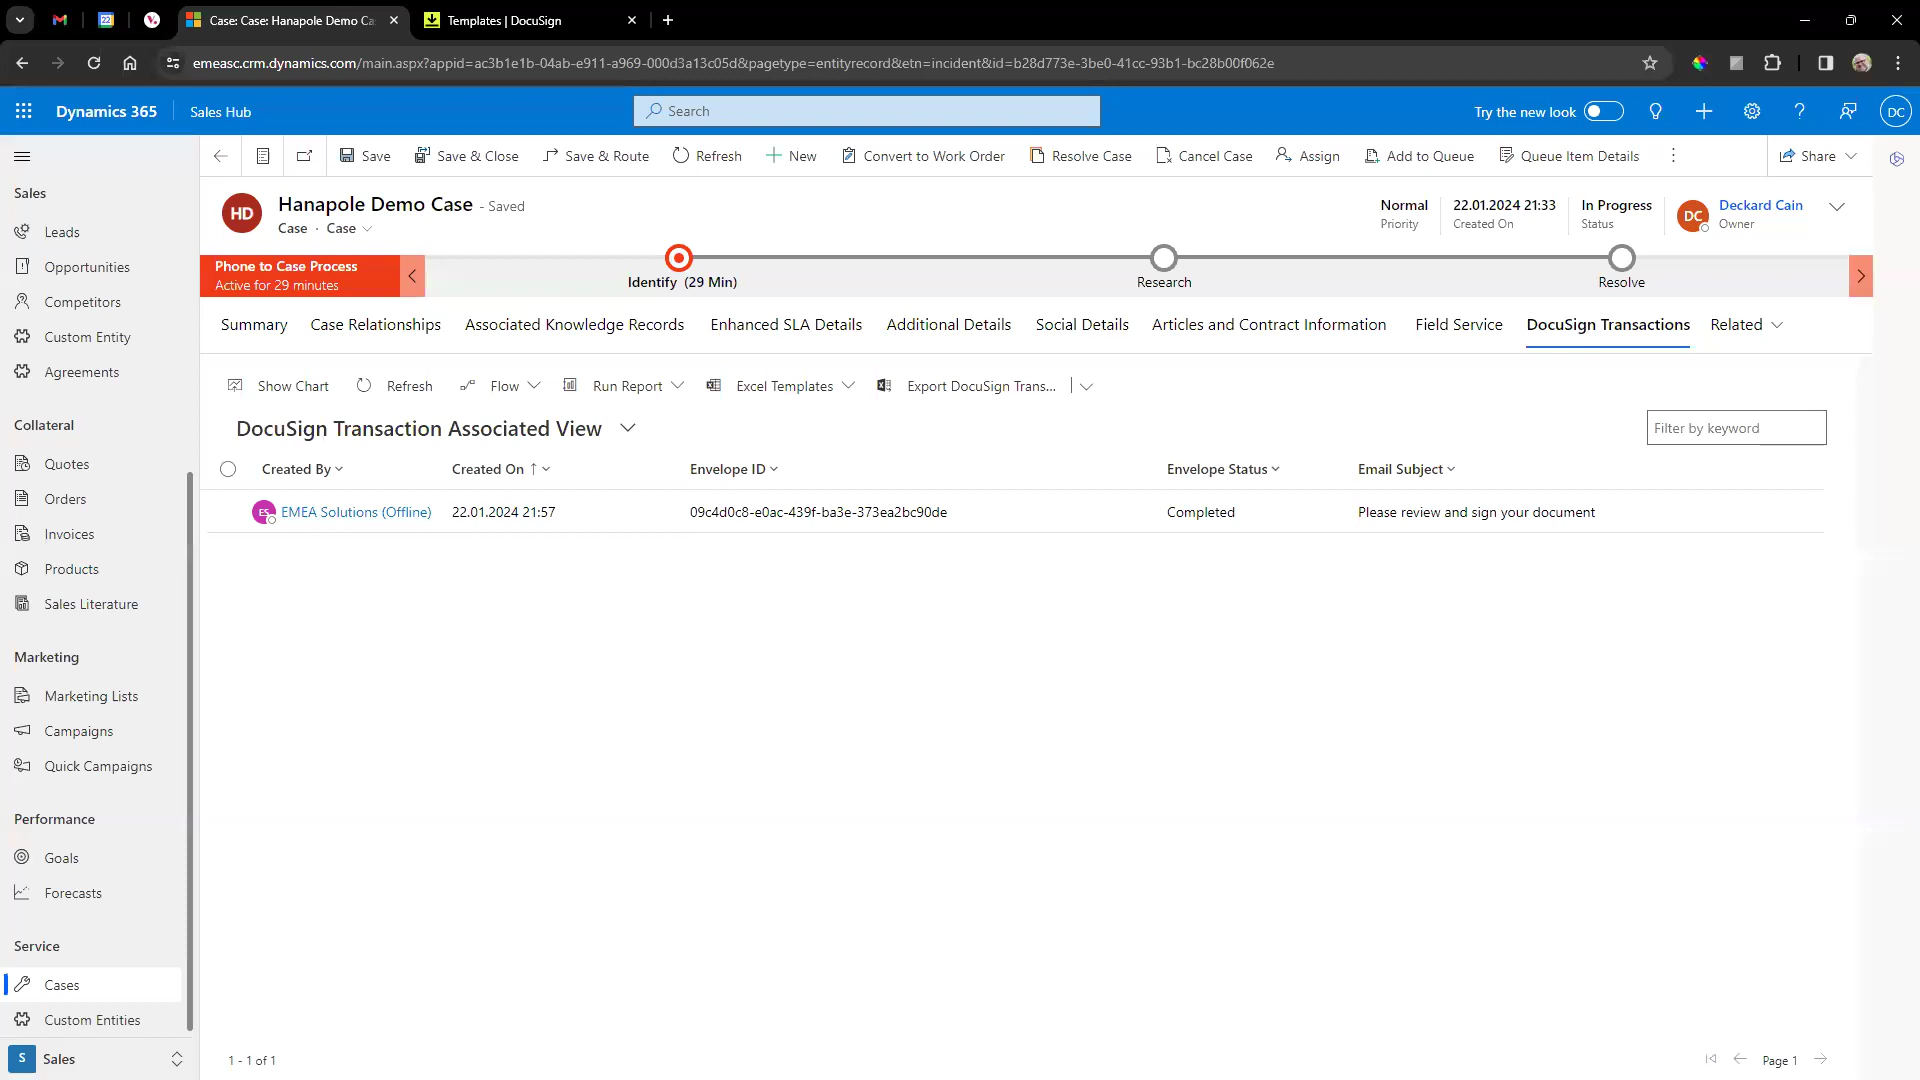 Case: Case: Hanapole Demo Ca
Templates | DocuSign
22
emeasc.crm.dynamics.com/main.aspx?appid=ac3b1e1b-04ab-e911-a969-000d3a13c05d&pagetype=entityrecord&etn=incident&id=b28d773e-3be0-41cc-93b1-bc28b00f062e
Dynamics 365
Sales Hub
Search
Try the new look
DC
Save
Save & Close
Save & Route
Refresh
New
Convert to Work Order
Resolve Case
Cancel Case
Assign
Add to Queue
Queue Item Details
Share
Sales
Leads
Opportunities
Competitors
Custom Entity
Agreements
Collateral
Quotes
Orders
Invoices
Products
Sales Literature
Marketing
Marketing Lists
Campaigns
Quick Campaigns
Performance
Goals
Forecasts
Service
Cases
Custom Entities
S
Sales
HD
Hanapole Demo Case - Saved
Case · Case
Normal
Priority
22.01.2024 21:33
Created On
In Progress
Status
DC
Deckard Cain
Owner
Phone to Case Process
Active for 29 minutes
Identify (29 Min)
Research
Resolve
Summary
Case Relationships
Associated Knowledge Records
Enhanced SLA Details
Additional Details
Social Details
Articles and Contract Information
Field Service
DocuSign Transactions
Related
Show Chart
Refresh
Flow
Run Report
Excel Templates
Export DocuSign Trans...
DocuSign Transaction Associated View
Filter by keyword
Created By
Created On ↑
Envelope ID
Envelope Status
Email Subject
ES
EMEA Solutions (Offline)
22.01.2024 21:57
09c4d0c8-e0ac-439f-ba3e-373ea2bc90de
Completed
Please review and sign your document
1 - 1 of 1
Page 1